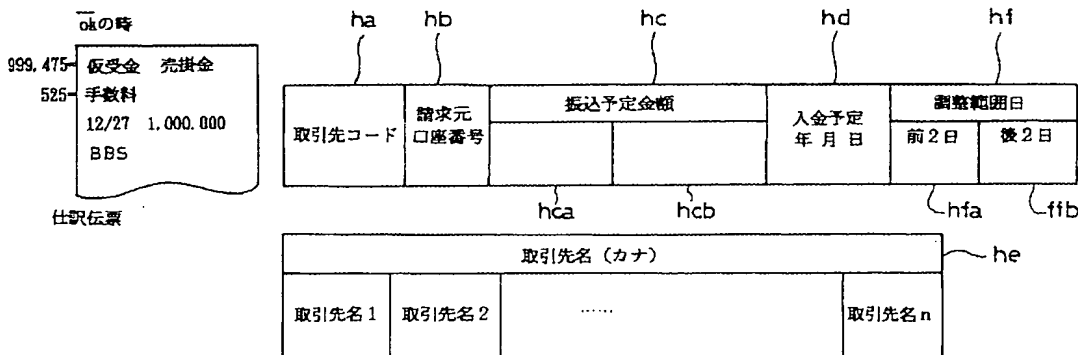 okの時
999,475 仮受金 売掛金
525 手数料
12/27 1.000.000
BBS
仕訳伝票
ha hb hc hd hf
取引先コード
請求元
口座番号
振込予定金額
入金予定
年 月 日
調整範囲日
前2日 後2日
hca hcb hfa ffb
取引先名(カナ) he
取引先名1 取引先名2 …… 取引先名n